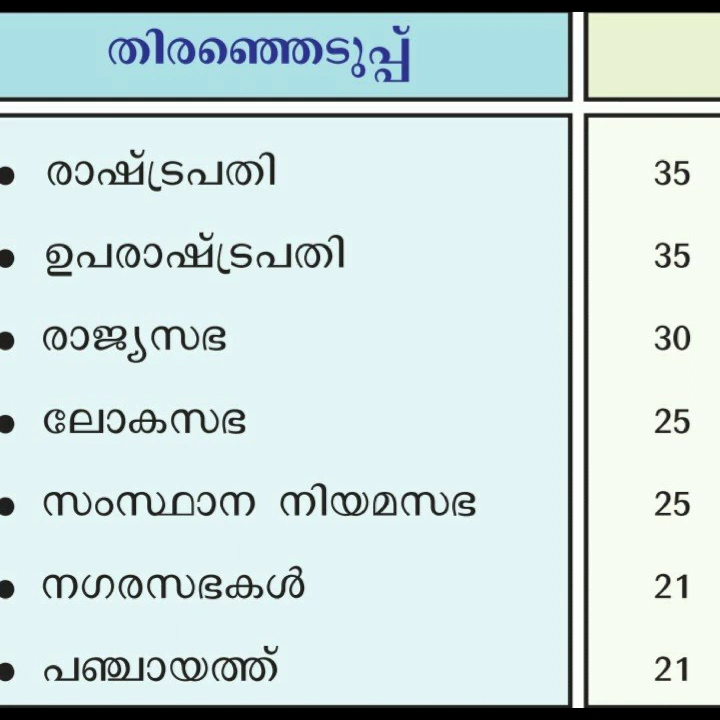 തിരഞ്ഞെടുപ്പ്
• രാഷ്ട്രപതി 35
• ഉപരാഷ്ട്രപതി 35
• രാജ്യസഭ 30
• ലോകസഭ 25
• സംസ്ഥാന നിയമസഭ 25
• നഗരസഭകൾ 21
• പഞ്ചായത്ത് 21